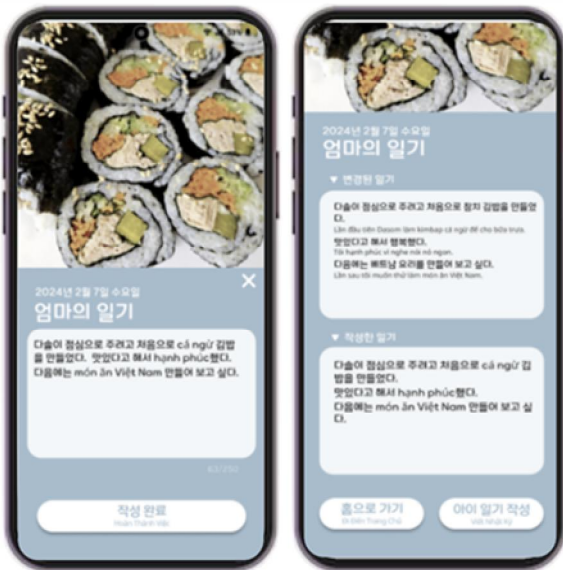 2024년 2월 7일 수요일
엄마의 일기
다솔이 점심으로 주려고 처음으로 cá ngừ 김밥
을 만들었다. 맛있다고 해서 hạnh phúc했다.
다음에는 món ăn Việt Nam 만들어 보고 싶다.
63/250
작성 완료
Hoàn Thành Việc
2024년 2월 7일 수요일
엄마의 일기
▼ 변경된 일기
다솔이 점심으로 주려고 처음으로 참치 김밥을 만들었
다.
Lần đầu tiên Dasom làm kimbap cá ngừ để cho bữa trưa.
맛있다고 해서 행복했다.
Tôi hạnh phúc vì nghe nói nó ngon.
다음에는 베트남 요리를 만들어 보고 싶다.
Lần sau tôi muốn thử làm món ăn Việt Nam.
▼ 작성한 일기
다솔이 점심으로 주려고 처음으로 cá ngừ 김
밥을 만들었다.
맛있다고 해서 hạnh phúc했다.
다음에는 món ăn Việt Nam 만들어 보고 싶
다.
홈으로 가기
Đi Đến Trang Chủ
아이 일기 작성
Viết Nhật Ký